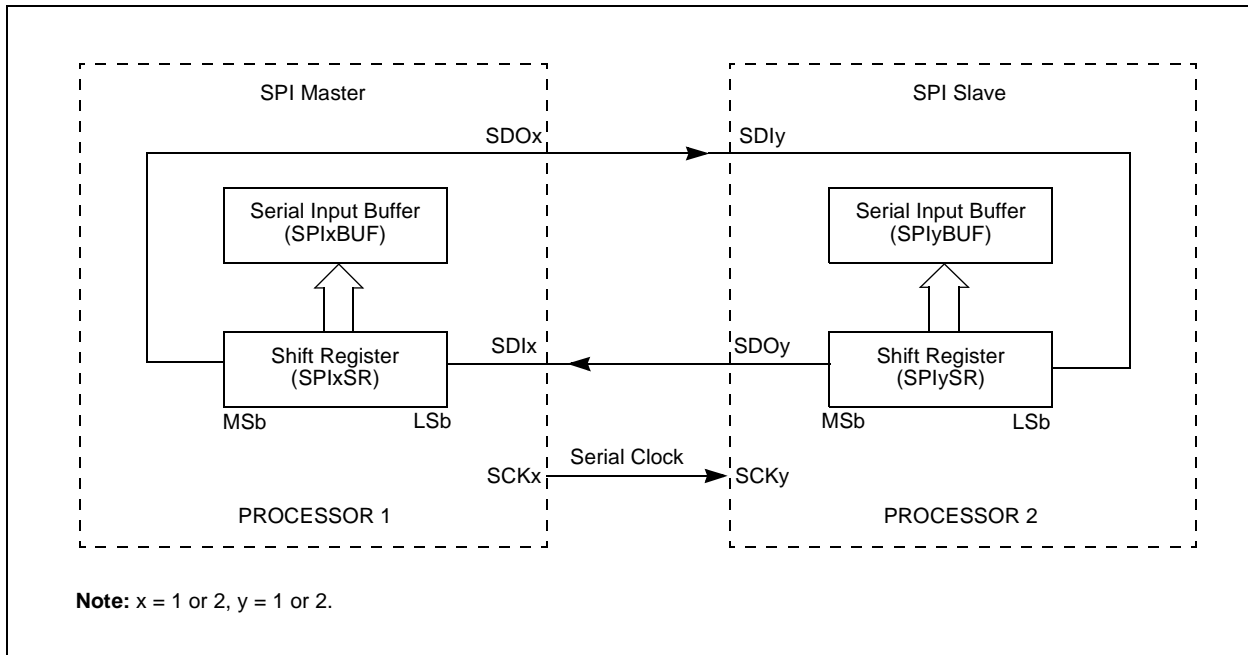 SPI Master
SPI Slave
SDOx
SDIy
Serial Input Buffer
(SPIxBUF)
Serial Input Buffer
(SPIyBUF)
Shift Register
(SPIxSR)
SDIx
SDOy
Shift Register
(SPIySR)
MSb
LSb
MSb
LSb
Serial Clock
SCKx
SCKy
PROCESSOR 1
PROCESSOR 2
Note: x = 1 or 2, y = 1 or 2.